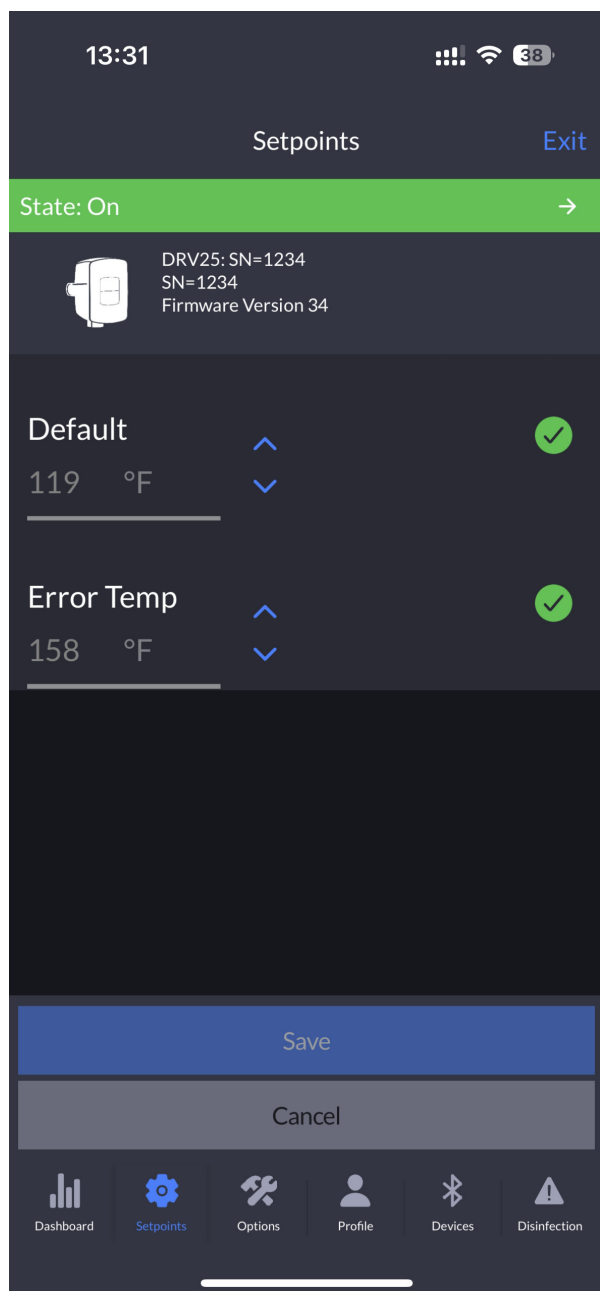 13:31
38
Setpoints
Exit
State: On
DRV25: SN=1234
SN=1234
Firmware Version 34
Default
119 °F
Error Temp
158 °F
Save
Cancel
Dashboard
Setpoints
Options
Profile
Devices
Disinfection